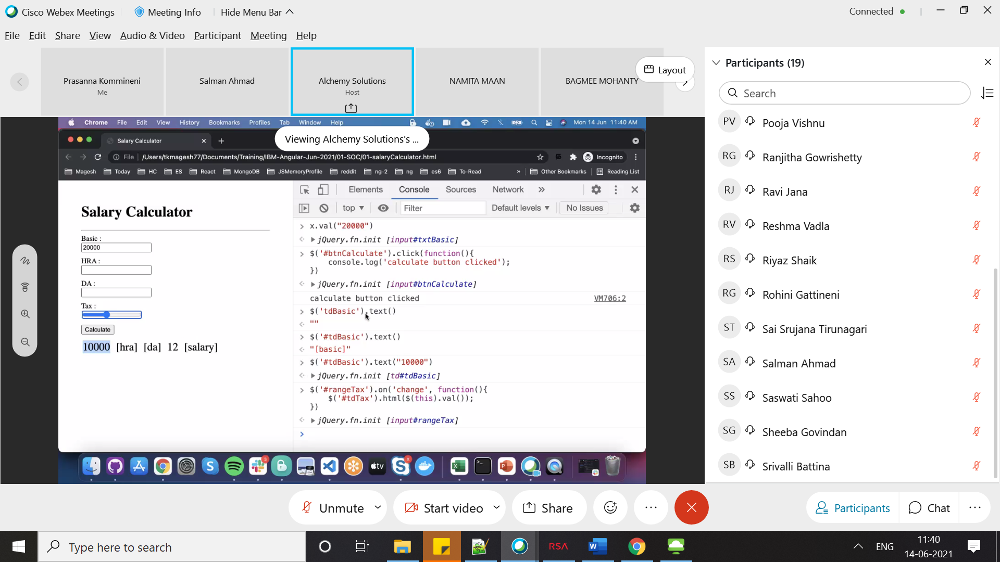 Cisco Webex Meetings
Meeting Info
Hide Menu Bar
Connected
File Edit Share View Audio & Video Participant Meeting Help
Prasanna Kommineni
Me
Salman Ahmad
Alchemy Solutions
Host
NAMITA MAAN
BAGMEE MOHANTY
Layout
Chrome File Edit View History Bookmarks Profiles Tab Window Help
Mon 14 Jun 11:40 AM
Salary Calculator
Viewing Alchemy Solutions's ...
File /Users/tkmagesh77/Documents/Training/IBM-Angular-Jun-2021/01-SOC/01-salaryCalculator.html
Incognito
Magesh Today HC ES React MongoDB JSMemoryProfile reddit ng-2 ng es6 To-Read » Other Bookmarks Reading List
Salary Calculator
Basic :
20000
HRA :
DA :
Tax :
Calculate
10000 [hra] [da] 12 [salary]
Elements Console Sources Network »
top Filter Default levels No Issues
> x.val("20000")
jQuery.fn.init [input#txtBasic]
> $('#btnCalculate').click(function(){
console.log('calculate button clicked');
})
jQuery.fn.init [input#btnCalculate]
calculate button clicked VM706:2
> $('tdBasic').text()
""
> $('#tdBasic').text()
"[basic]"
> $('#tdBasic').text("10000")
jQuery.fn.init [td#tdBasic]
> $('#rangeTax').on('change', function(){
$('#tdTax').html($(this).val());
})
jQuery.fn.init [input#rangeTax]
>
3
x
tv
Participants (19)
Search
PV Pooja Vishnu
RG Ranjitha Gowrishetty
RJ Ravi Jana
RV Reshma Vadla
RS Riyaz Shaik
RG Rohini Gattineni
ST Sai Srujana Tirunagari
SA Salman Ahmad
SS Saswati Sahoo
SG Sheeba Govindan
SB Srivalli Battina
Unmute
Start video
Share
Participants
Chat
Type here to search
RSA
ENG
11:40
14-06-2021